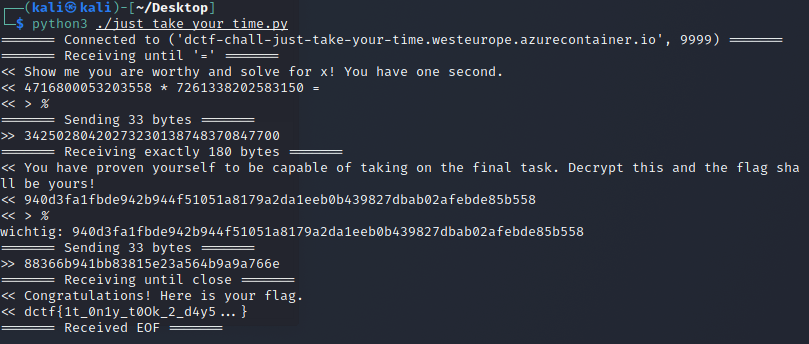 (kali㉿kali)-[~/Desktop]
$ python3 ./just_take_your_time.py
====== Connected to ('dctf-chall-just-take-your-time.westeurope.azurecontainer.io', 9999) ======
====== Receiving until '=' ======
<< Show me you are worthy and solve for x! You have one second.
<< 4716800053203558 * 7261338202583150 =
<< > %
====== Sending 33 bytes ======
>> 34250280420273230138748370847700
====== Receiving exactly 180 bytes ======
<< You have proven yourself to be capable of taking on the final task. Decrypt this and the flag sha
ll be yours!
<< 940d3fa1fbde942b944f51051a8179a2da1eeb0b439827dbab02afebde85b558
<< > %
wichtig: 940d3fa1fbde942b944f51051a8179a2da1eeb0b439827dbab02afebde85b558
====== Sending 33 bytes ======
>> 88366b941bb83815e23a564b9a9a766e
====== Receiving until close ======
<< Congratulations! Here is your flag.
<< dctf{1t_0n1y_t0Ok_2_d4y5...}
====== Received EOF ======